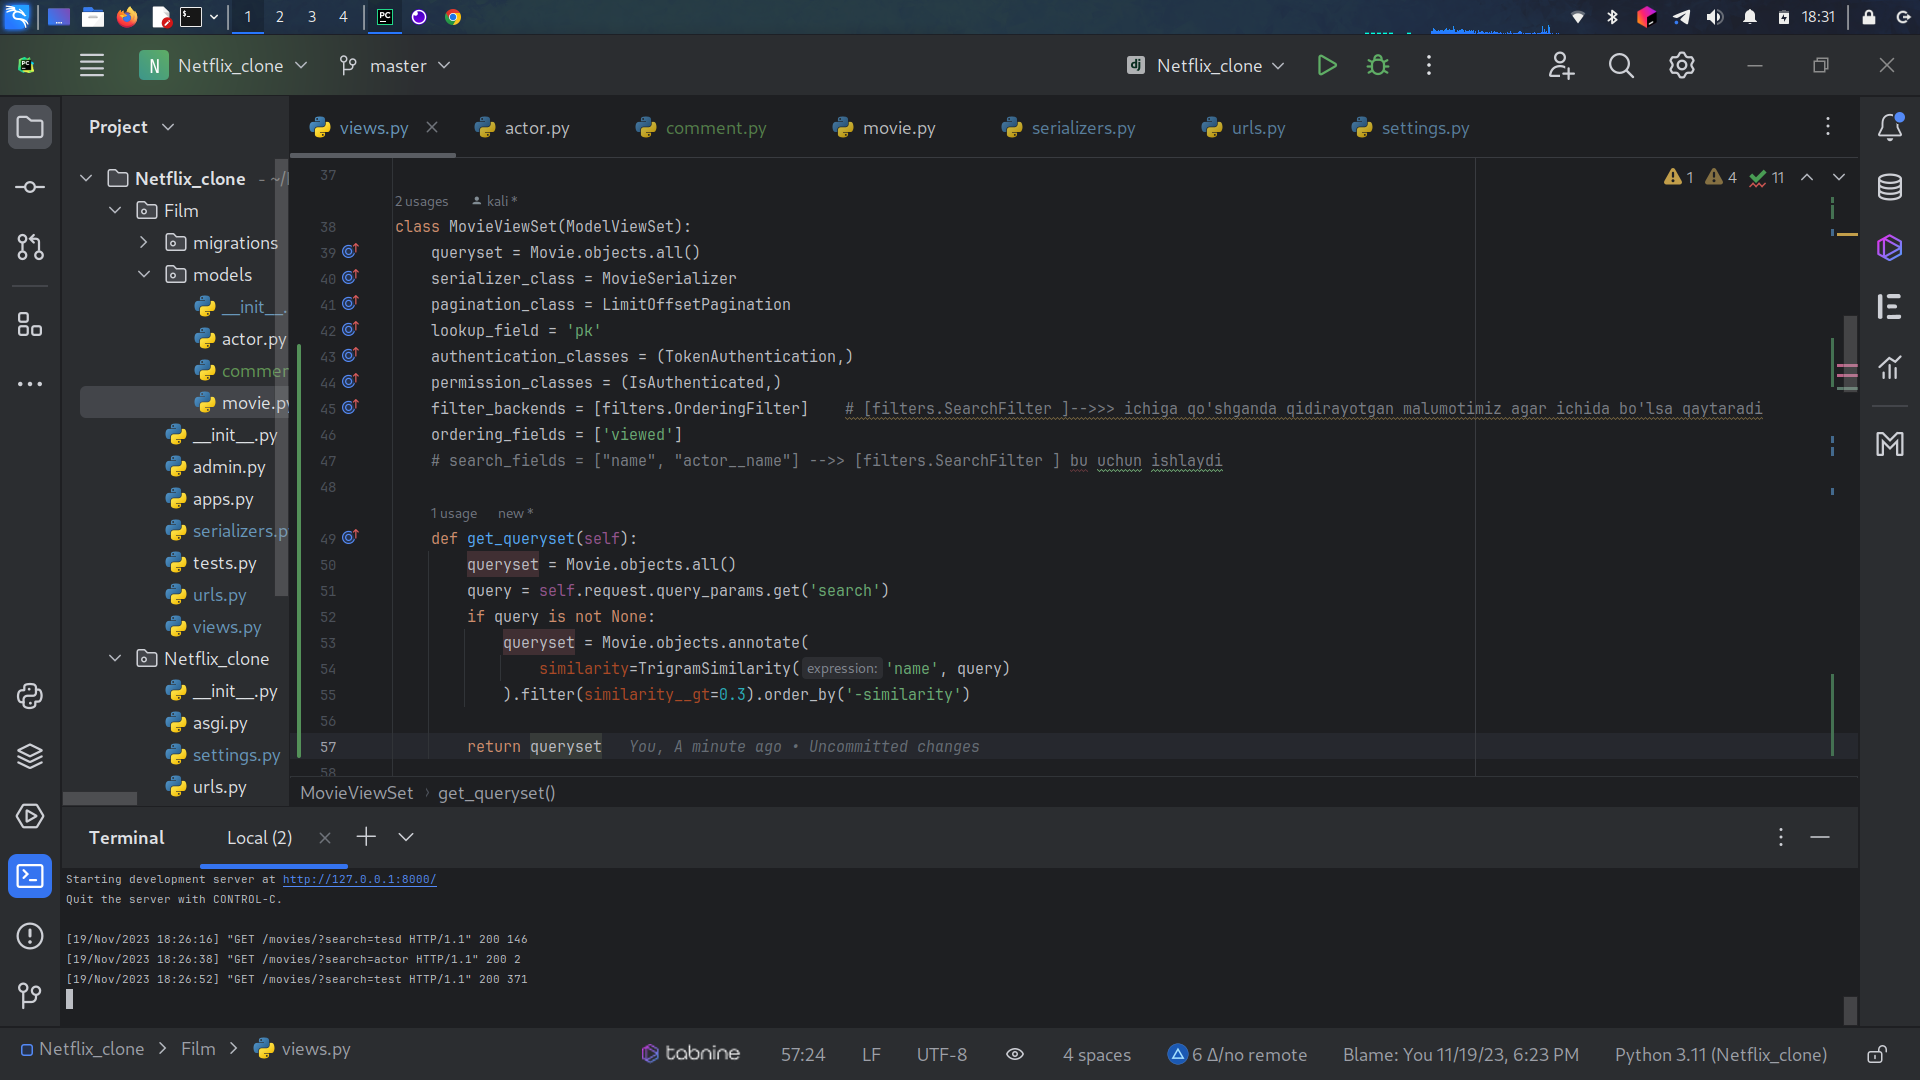 1
2
3
4
18:31
N Netflix_clone
master
Netflix_clone
Project
Netflix_clone - ~/
Film
migrations
models
__init__.
actor.py
commer
movie.py
__init__.py
admin.py
apps.py
serializers.p
tests.py
urls.py
views.py
Netflix_clone
__init__.py
asgi.py
settings.py
urls.py
views.py
actor.py
comment.py
movie.py
serializers.py
urls.py
settings.py
1 4 11
37
2 usages kali *
38 class MovieViewSet(ModelViewSet):
39 queryset = Movie.objects.all()
40 serializer_class = MovieSerializer
41 pagination_class = LimitOffsetPagination
42 lookup_field = 'pk'
43 authentication_classes = (TokenAuthentication,)
44 permission_classes = (IsAuthenticated,)
45 filter_backends = [filters.OrderingFilter] # [filters.SearchFilter ]-->>> ichiga qo'shganda qidirayotgan malumotimiz agar ichida bo'lsa qaytaradi
46 ordering_fields = ['viewed']
47 # search_fields = ["name", "actor__name"] -->> [filters.SearchFilter ] bu uchun ishlaydi
48
1 usage new *
49 def get_queryset(self):
50 queryset = Movie.objects.all()
51 query = self.request.query_params.get('search')
52 if query is not None:
53 queryset = Movie.objects.annotate(
54 similarity=TrigramSimilarity( expression: 'name', query)
55 ).filter(similarity__gt=0.3).order_by('-similarity')
56
57 return queryset You, A minute ago • Uncommitted changes
58
MovieViewSet › get_queryset()
Terminal
Local (2)
Starting development server at http://127.0.0.1:8000/
Quit the server with CONTROL-C.
[19/Nov/2023 18:26:16] "GET /movies/?search=tesd HTTP/1.1" 200 146
[19/Nov/2023 18:26:38] "GET /movies/?search=actor HTTP/1.1" 200 2
[19/Nov/2023 18:26:52] "GET /movies/?search=test HTTP/1.1" 200 371
Netflix_clone > Film > views.py
tabnine
57:24
LF
UTF-8
4 spaces
6 Δ/no remote
Blame: You 11/19/23, 6:23 PM
Python 3.11 (Netflix_clone)